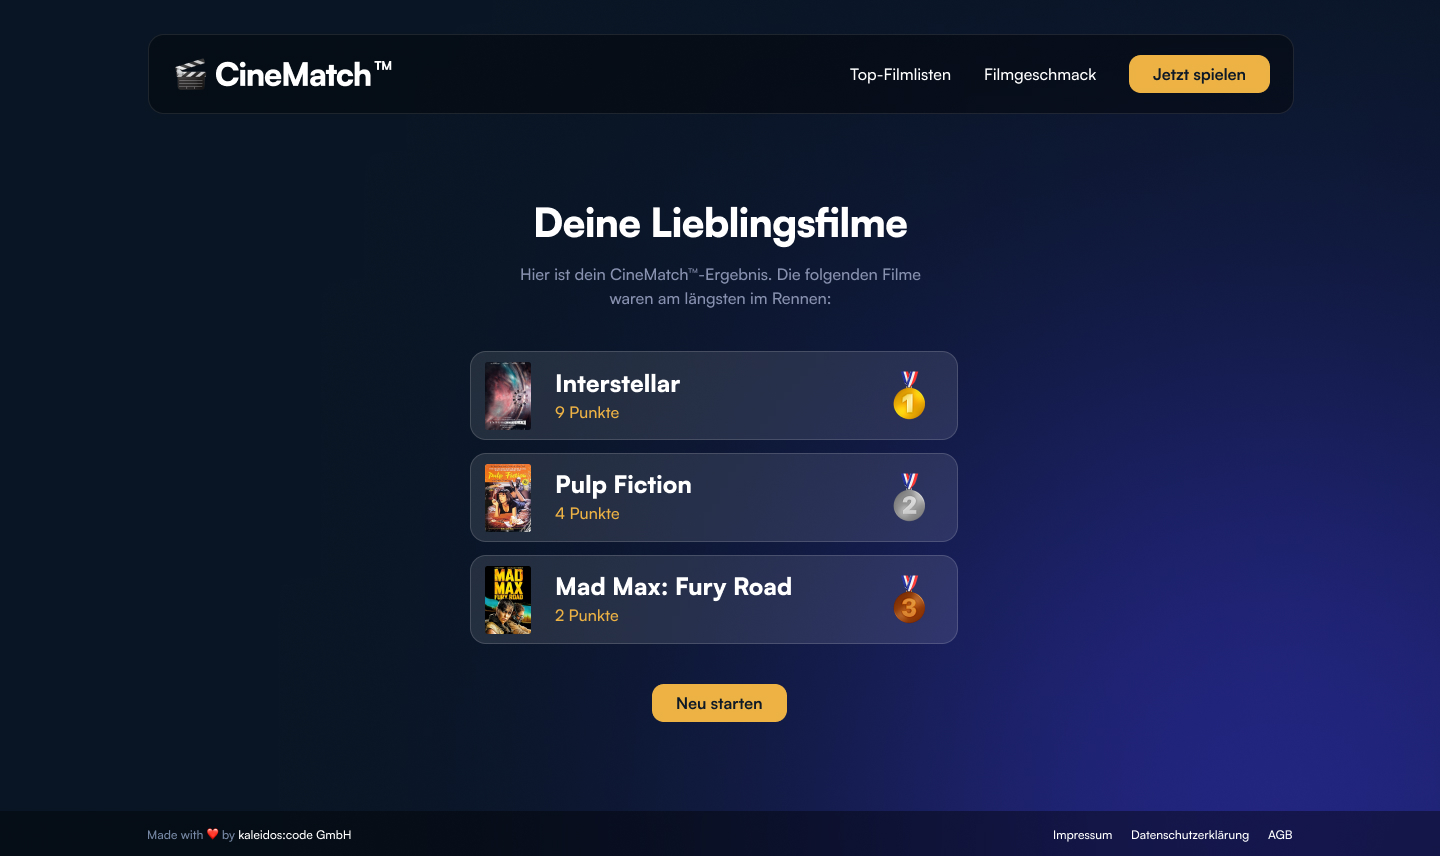 CineMatch™
Top-Filmlisten
Filmgeschmack
Jetzt spielen
Deine Lieblingsfilme
Hier ist dein CineMatch™-Ergebnis. Die folgenden Filme
waren am längsten im Rennen:
Interstellar
9 Punkte
1
Pulp Fiction
Pulp Fiction
4 Punkte
2
MAD
MAX
FURY ROAD
Mad Max: Fury Road
2 Punkte
3
Neu starten
Made with ❤️ by kaleidos:code GmbH
Impressum
Datenschutzerklärung
AGB